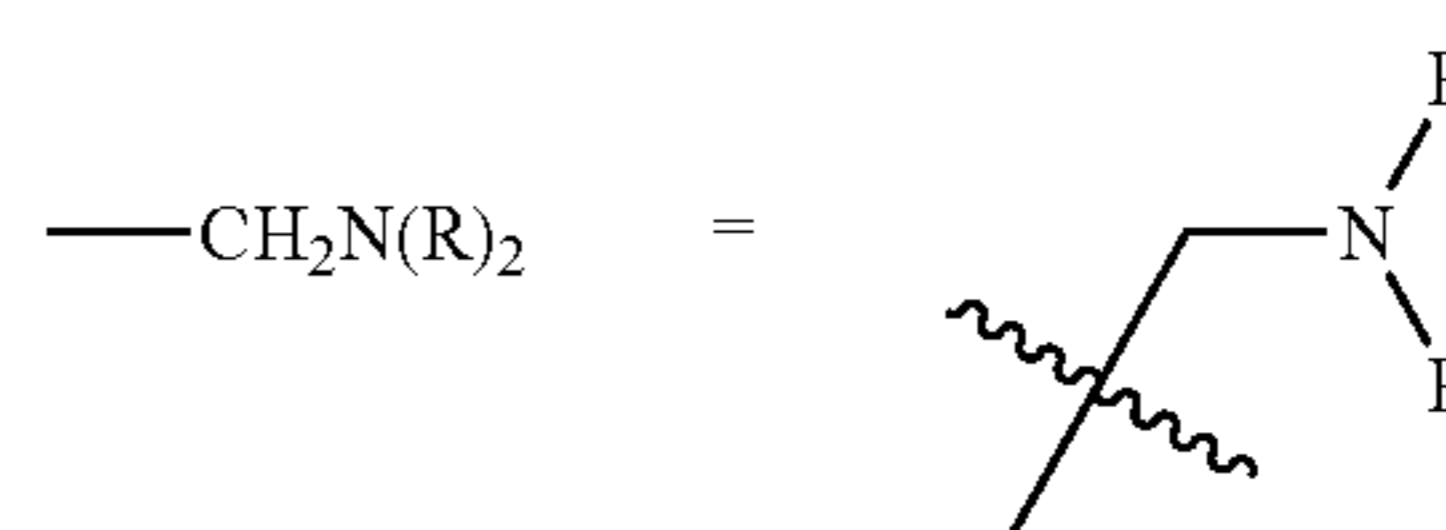 —CH₂N(R)₂ = N